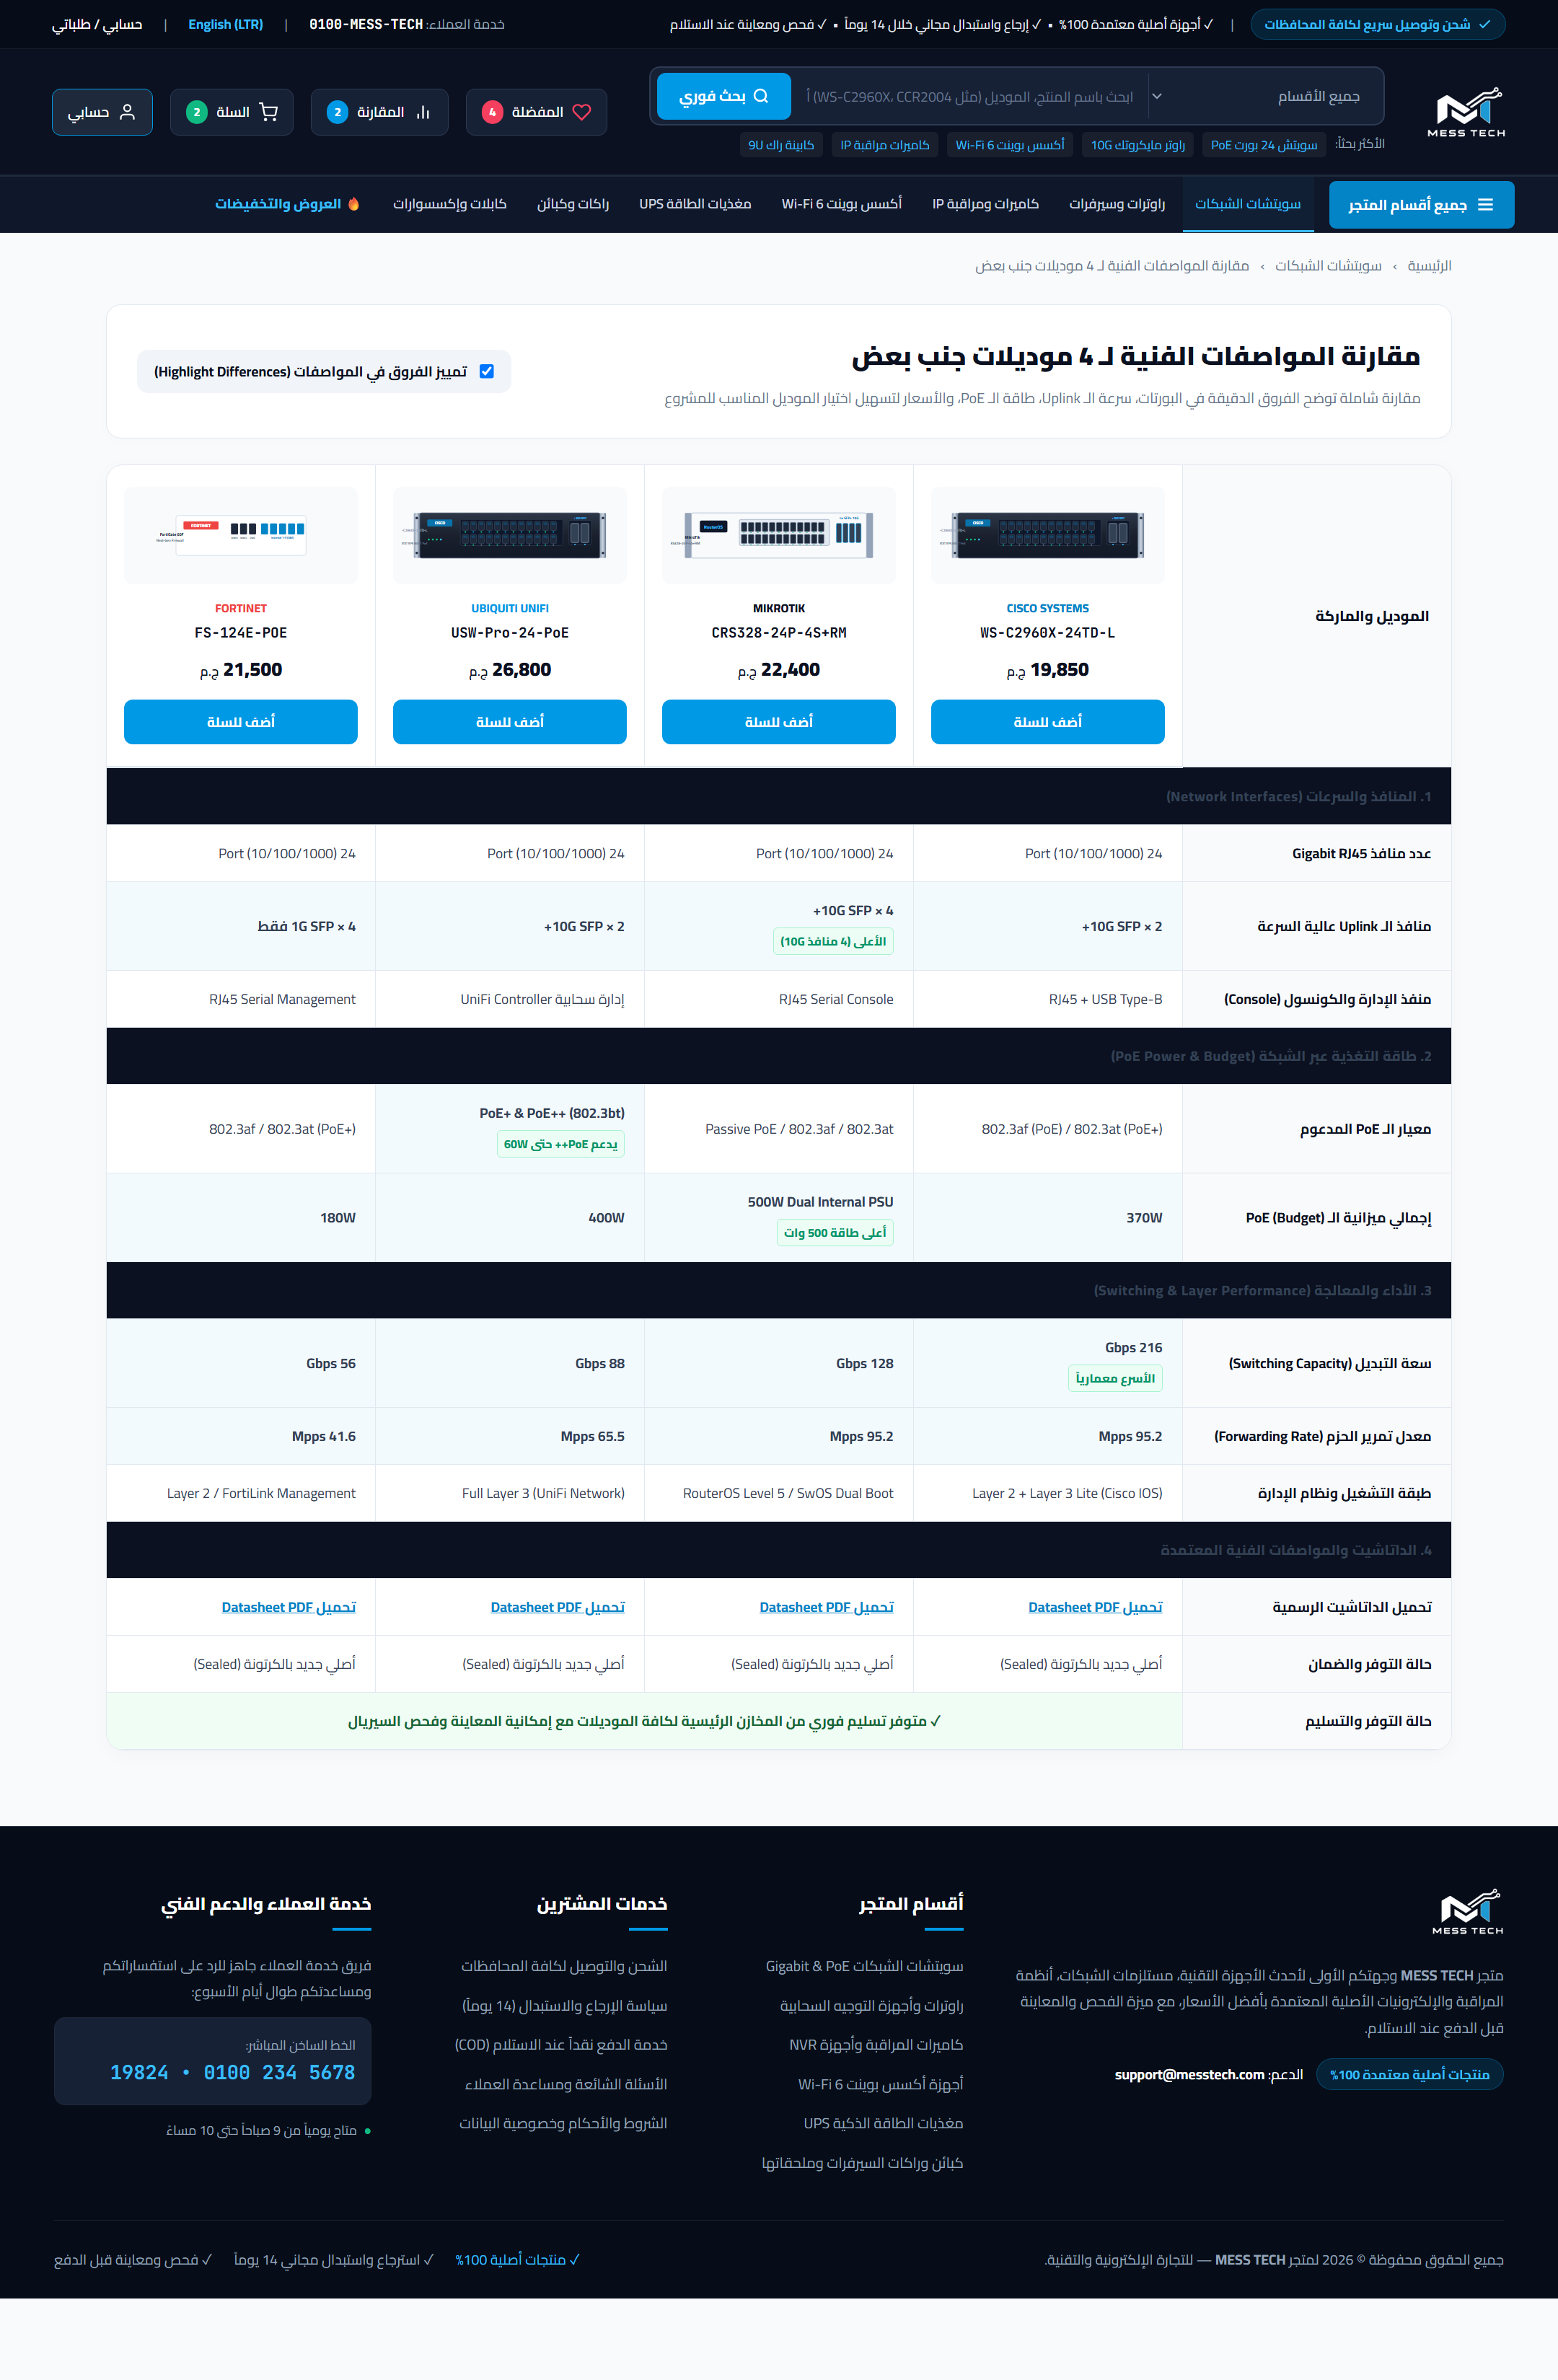 شحن وتوصيل سريع لكافة المحافظات | ✓ أجهزة أصلية معتمدة 100% • ✓ إرجاع واستبدال مجاني خلال 14 يوماً • ✓ فحص ومعاينة عند الاستلام
خدمة العملاء: 0100-MESS-TECH | English (LTR) | حسابي / طلباتي
MESS TECH
جميع الأقسام
ابحث باسم المنتج، الموديل (مثل WS-C2960X، CCR2004) أ
بحث فوري
المفضلة 4
المقارنة 2
السلة 2
حسابي
الأكثر بحثاً: سويتش 24 بورت PoE راوتر مايكروتك 10G أكسس بوينت Wi-Fi 6 كاميرات مراقبة IP كابينة راك 9U
جميع أقسام المتجر
سويتشات الشبكات
راوترات وسيرفرات
كاميرات ومراقبة IP
أكسس بوينت Wi-Fi 6
مغذيات الطاقة UPS
راكات وكبائن
كابلات وإكسسوارات
🔥 العروض والتخفيضات
الرئيسية › سويتشات الشبكات › مقارنة المواصفات الفنية لـ 4 موديلات جنب بعض
مقارنة المواصفات الفنية لـ 4 موديلات جنب بعض
مقارنة شاملة توضح الفروق الدقيقة في البورتات، سرعة الـ Uplink، طاقة الـ PoE، والأسعار لتسهيل اختيار الموديل المناسب للمشروع
تمييز الفروق في المواصفات (Highlight Differences)
الموديل والماركة
CISCO
CISCO SYSTEMS
WS-C2960X-24TD-L
19,850 ج.م
أضف للسلة
RouterOS
MIKROTIK
CRS328-24P-4S+RM
22,400 ج.م
أضف للسلة
CISCO
UBIQUITI UNIFI
USW-Pro-24-PoE
26,800 ج.م
أضف للسلة
FORTINET
FortiGate 60F
FORTINET
FS-124E-POE
21,500 ج.م
أضف للسلة
1. المنافذ والسرعات (Network Interfaces)
عدد منافذ Gigabit RJ45
24 Port (10/100/1000)
24 Port (10/100/1000)
24 Port (10/100/1000)
24 Port (10/100/1000)
منافذ الـ Uplink عالية السرعة
2 × 10G SFP+
4 × 10G SFP+
الأعلى (4 منافذ 10G)
2 × 10G SFP+
4 × 1G SFP فقط
منفذ الإدارة والكونسول (Console)
RJ45 + USB Type-B
RJ45 Serial Console
إدارة سحابية UniFi Controller
RJ45 Serial Management
2. طاقة التغذية عبر الشبكة (PoE Power & Budget)
معيار الـ PoE المدعوم
802.3af (PoE) / 802.3at (PoE+)
Passive PoE / 802.3af / 802.3at
PoE+ & PoE++ (802.3bt)
يدعم PoE++ حتى 60W
802.3af / 802.3at (PoE+)
إجمالي ميزانية الـ PoE (Budget)
370W
500W Dual Internal PSU
أعلى طاقة 500 وات
400W
180W
3. الأداء والمعالجة (Switching & Layer Performance)
سعة التبديل (Switching Capacity)
216 Gbps
الأسرع معمارياً
128 Gbps
88 Gbps
56 Gbps
معدل تمرير الحزم (Forwarding Rate)
95.2 Mpps
95.2 Mpps
65.5 Mpps
41.6 Mpps
طبقة التشغيل ونظام الإدارة
Layer 2 + Layer 3 Lite (Cisco IOS)
RouterOS Level 5 / SwOS Dual Boot
Full Layer 3 (UniFi Network)
Layer 2 / FortiLink Management
4. الداتاشيت والمواصفات الفنية المعتمدة
تحميل الداتاشيت الرسمية
تحميل Datasheet PDF
تحميل Datasheet PDF
تحميل Datasheet PDF
تحميل Datasheet PDF
حالة التوفر والضمان
أصلي جديد بالكرتونة (Sealed)
أصلي جديد بالكرتونة (Sealed)
أصلي جديد بالكرتونة (Sealed)
أصلي جديد بالكرتونة (Sealed)
حالة التوفر والتسليم
✓ متوفر تسليم فوري من المخازن الرئيسية لكافة الموديلات مع إمكانية المعاينة وفحص السيريال
MESS TECH
متجر MESS TECH وجهتكم الأولى لأحدث الأجهزة التقنية، مستلزمات الشبكات، أنظمة
المراقبة والإلكترونيات الأصلية المعتمدة بأفضل الأسعار، مع ميزة الفحص والمعاينة
قبل الدفع عند الاستلام.
منتجات أصلية معتمدة 100%
الدعم: support@messtech.com
أقسام المتجر
سويتشات الشبكات Gigabit & PoE
راوترات وأجهزة التوجيه السحابية
كاميرات المراقبة وأجهزة NVR
أجهزة أكسس بوينت Wi-Fi 6
مغذيات الطاقة الذكية UPS
كبائن وراكات السيرفرات وملحقاتها
خدمات المشترين
الشحن والتوصيل لكافة المحافظات
سياسة الإرجاع والاستبدال (14 يوماً)
خدمة الدفع نقداً عند الاستلام (COD)
الأسئلة الشائعة ومساعدة العملاء
الشروط والأحكام وخصوصية البيانات
خدمة العملاء والدعم الفني
فريق خدمة العملاء جاهز للرد على استفساراتكم
ومساعدتكم طوال أيام الأسبوع:
الخط الساخن المباشر:
19824 • 0100 234 5678
● متاح يومياً من 9 صباحاً حتى 10 مساءً
جميع الحقوق محفوظة © 2026 لمتجر MESS TECH — للتجارة الإلكترونية والتقنية.
✓ منتجات أصلية 100%
✓ استرجاع واستبدال مجاني 14 يوماً
✓ فحص ومعاينة قبل الدفع